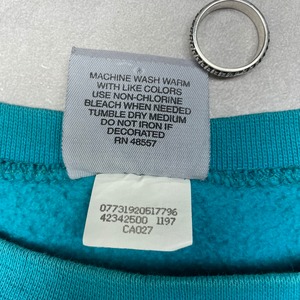 MACHINE WASH WARM
WITH LIKE COLORS
USE NON-CHLORINE
BLEACH WHEN NEEDED
TUMBLE DRY MEDIUM
DO NOT IRON IF
DECORATED
RN 48557
07731920517796
42342500 1197
CA027